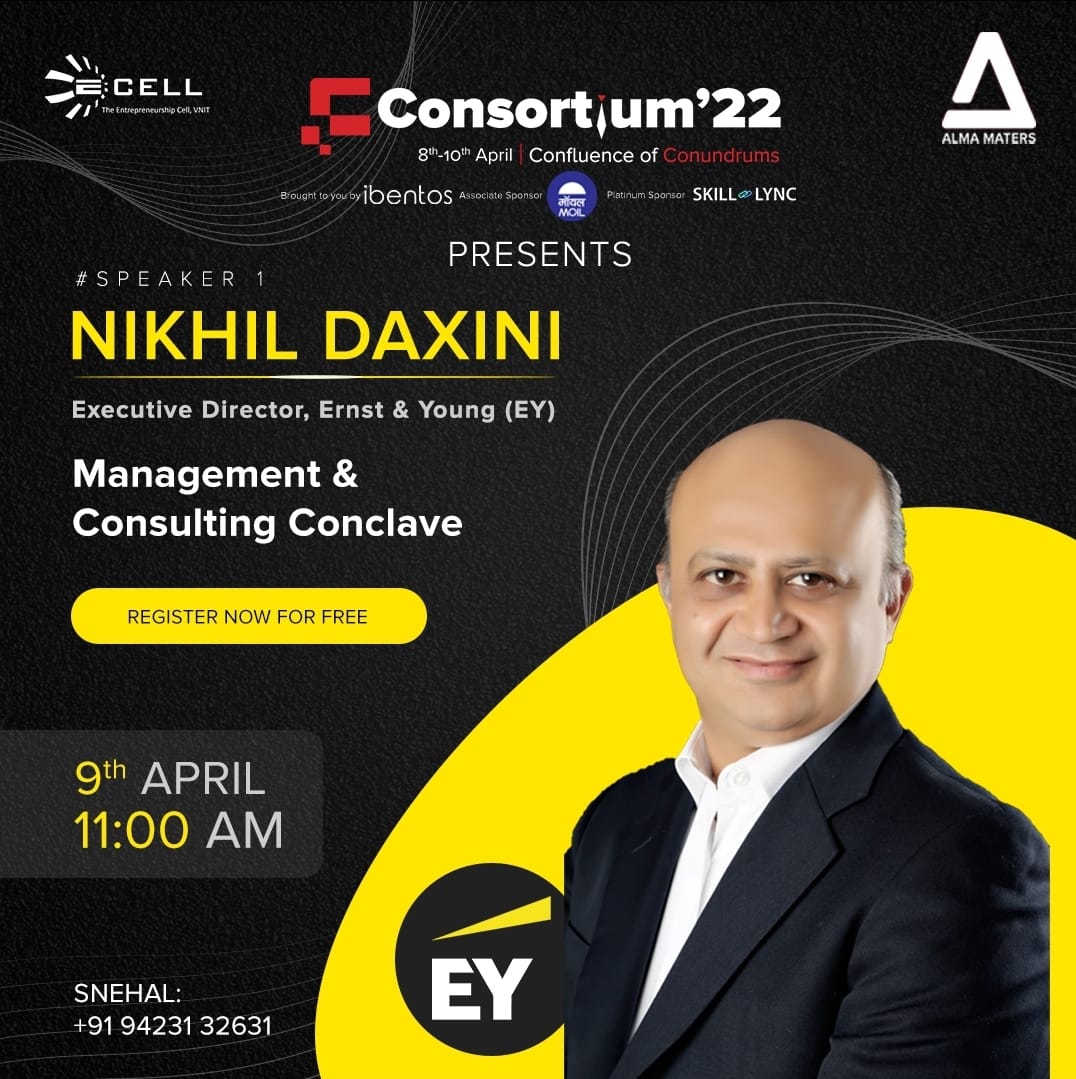 E-CELL
The Entrepreneurship Cell, VNIT
Consortium'22
8th-10th April | Confluence of Conundrums
Brought to you by ibentos Associate Sponsor मॉयल MOIL Platinum Sponsor SKILL LYNC
ALMA MATERS
PRESENTS
#SPEAKER 1
NIKHIL DAXINI
Executive Director, Ernst & Young (EY)
Management &
Consulting Conclave
REGISTER NOW FOR FREE
9th APRIL
11:00 AM
EY
SNEHAL:
+91 94231 32631